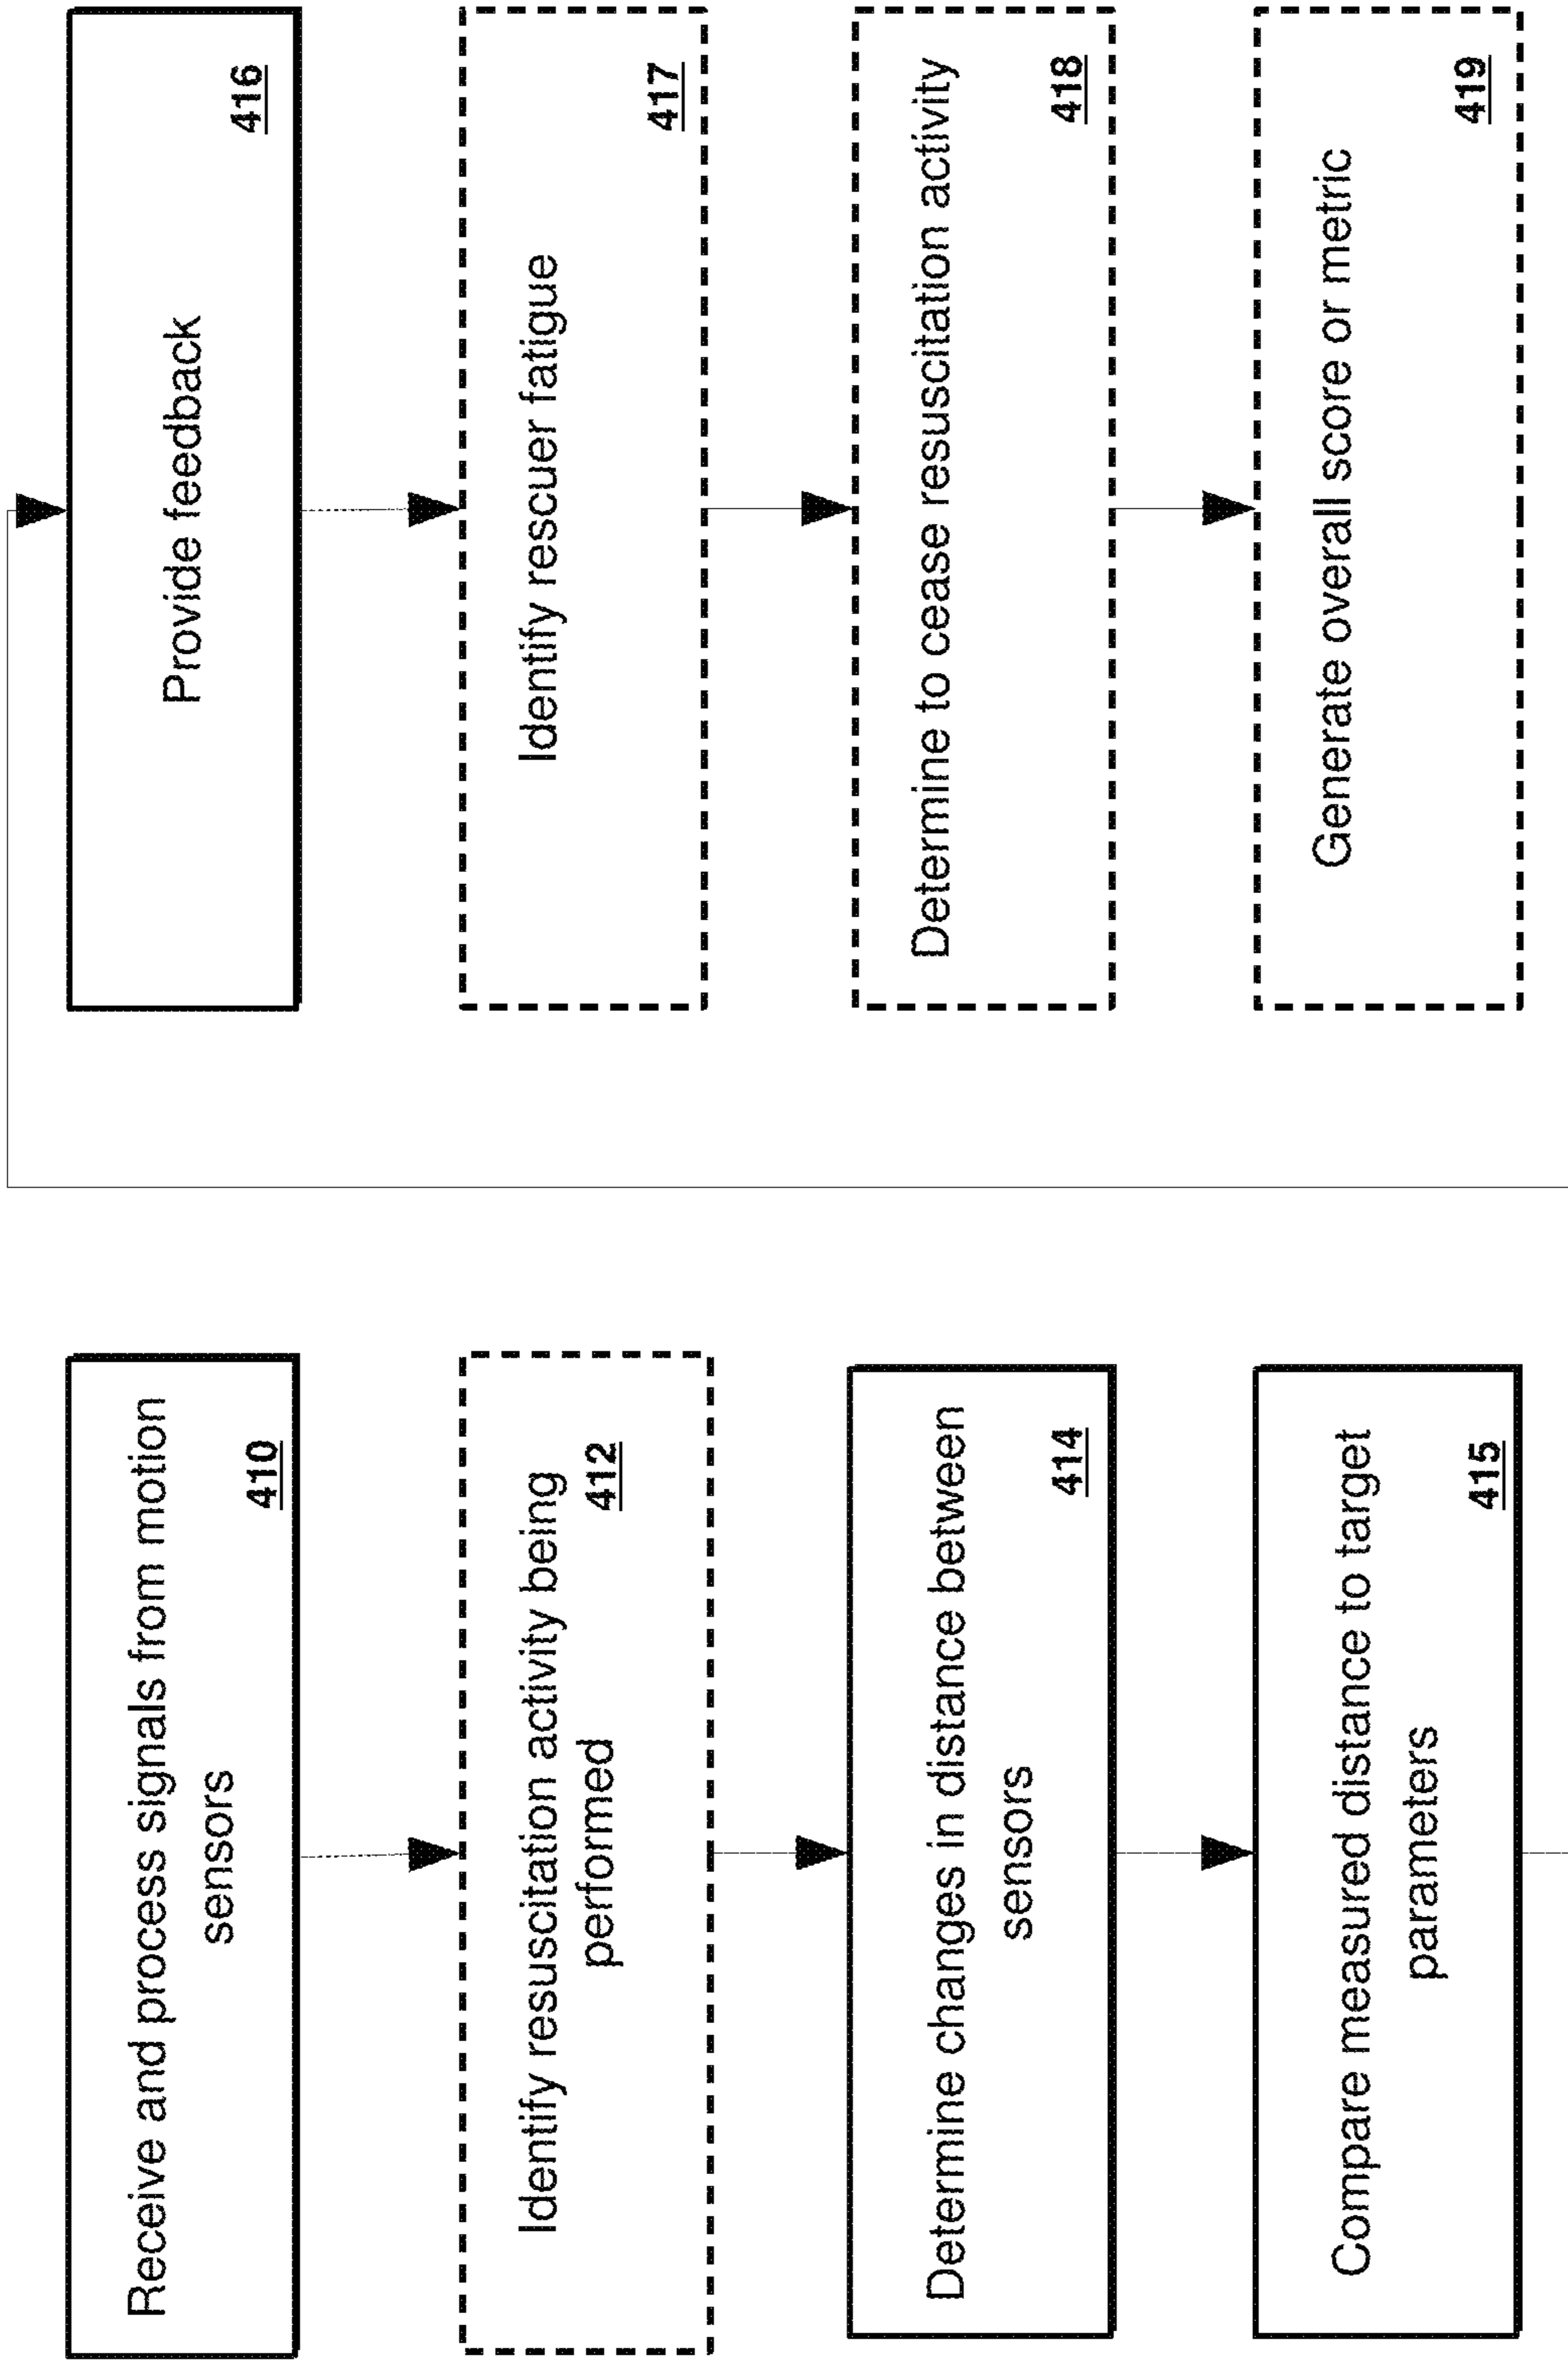 Receive and process signals from motion
sensors
410
Identify resuscitation activity being
performed
412
Determine changes in distance between
sensors
414
Compare measured distance to target
parameters
415
Provide feedback
416
Identify rescuer fatigue
417
Determine to cease resuscitation activity
418
Generate overall score or metric
419